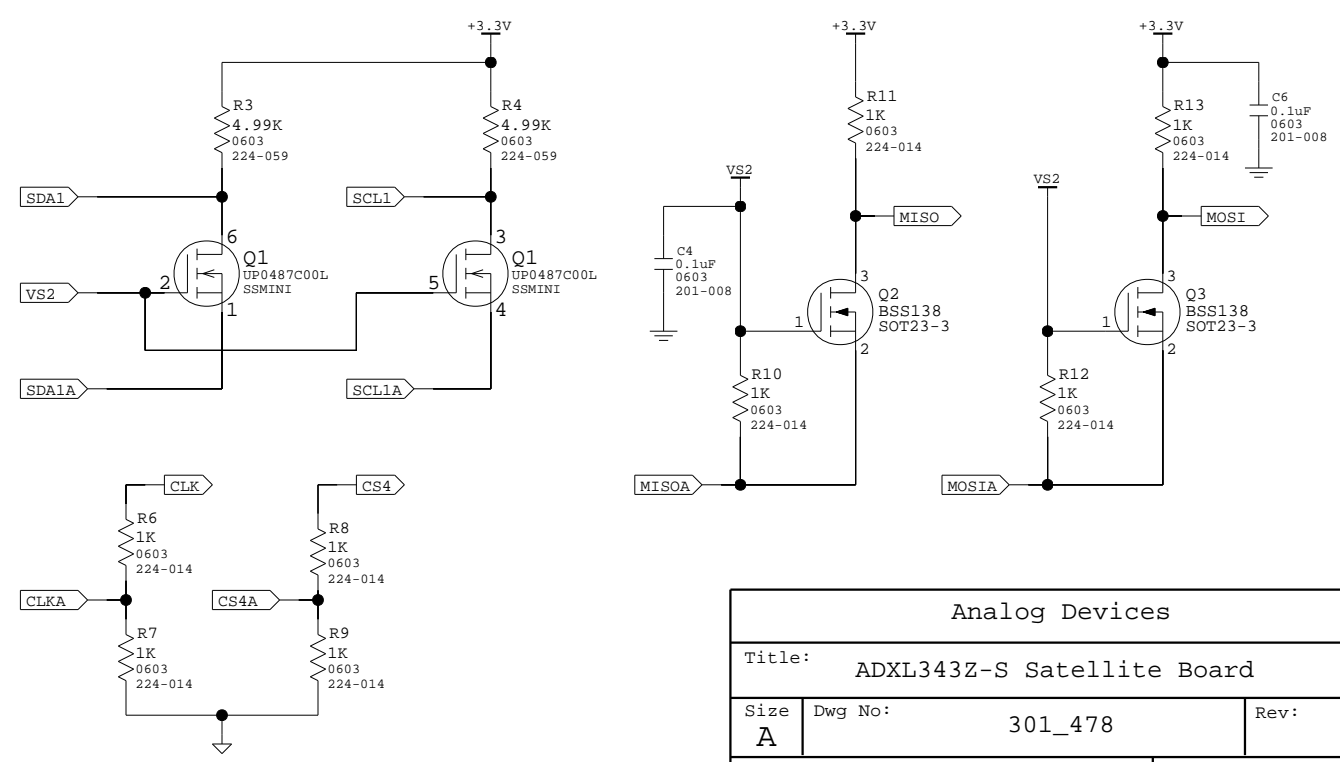 +3.3V
R3
4.99K
0603
224-059
R4
4.99K
0603
224-059
SDA1
SCL1
6
Q1
UP0487C00L
SSMINI
2
1
3
Q1
UP0487C00L
SSMINI
5
4
VS2
SDA1A
SCL1A
+3.3V
R11
1K
0603
224-014
VS2
C4
0.1uF
0603
201-008
MISO
3
Q2
BSS138
SOT23-3
1
2
R10
1K
0603
224-014
MISOA
+3.3V
R13
1K
0603
224-014
C6
0.1uF
0603
201-008
VS2
MOSI
3
Q3
BSS138
SOT23-3
1
2
R12
1K
0603
224-014
MOSIA
CLK
R6
1K
0603
224-014
CLKA
R7
1K
0603
224-014
CS4
R8
1K
0603
224-014
CS4A
R9
1K
0603
224-014
Analog Devices
Title: ADXL343Z-S Satellite Board
Size
A
Dwg No: 301_478
Rev: